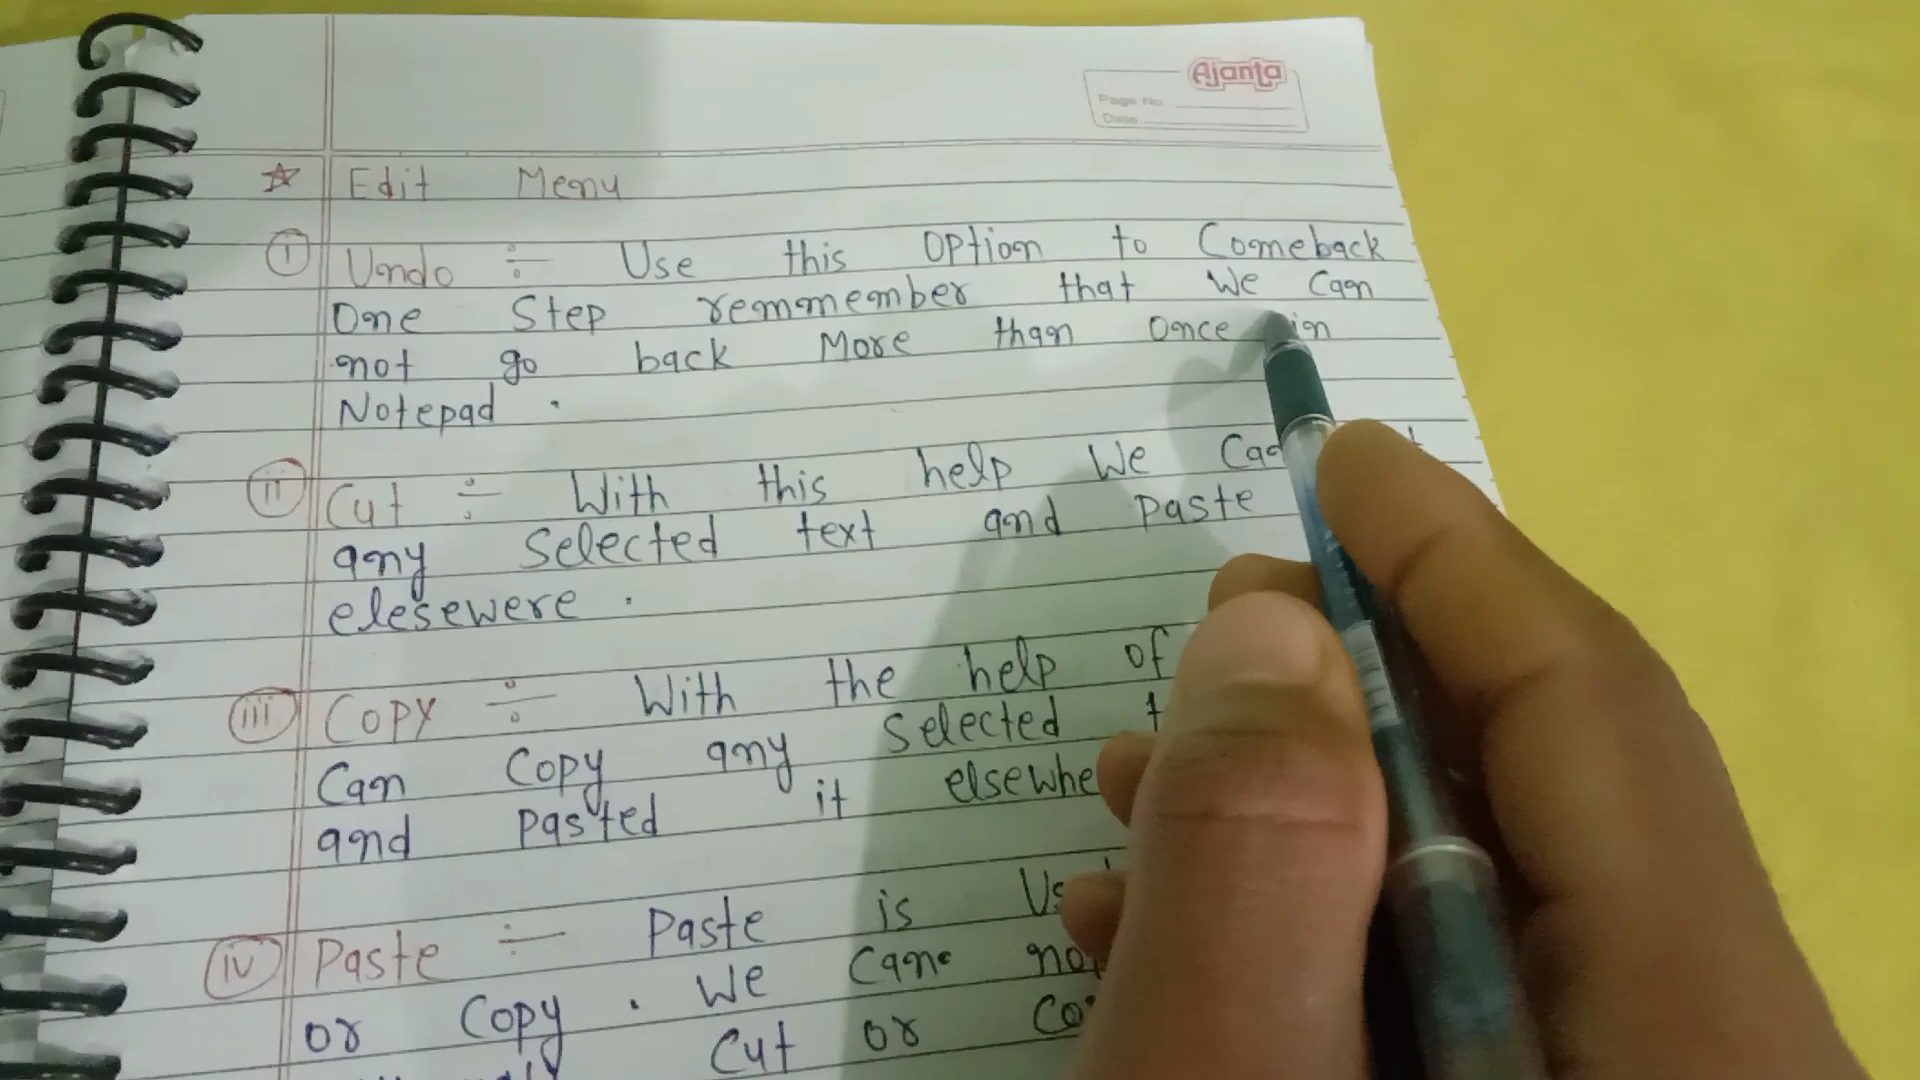 Ajanta
Page No
Date
☆ Edit Menu
i Undo ÷ Use this Option to Comeback
One Step remmember that We Can
not go back More than Once in
Notepad .
ii Cut ÷ With this help We
any Selected text and Paste
elesewere .
iii Copy ÷ With the help of
Can Copy any Selected
and pasted it
iv Paste ÷ Paste is
or Copy . We Cane
Cut or